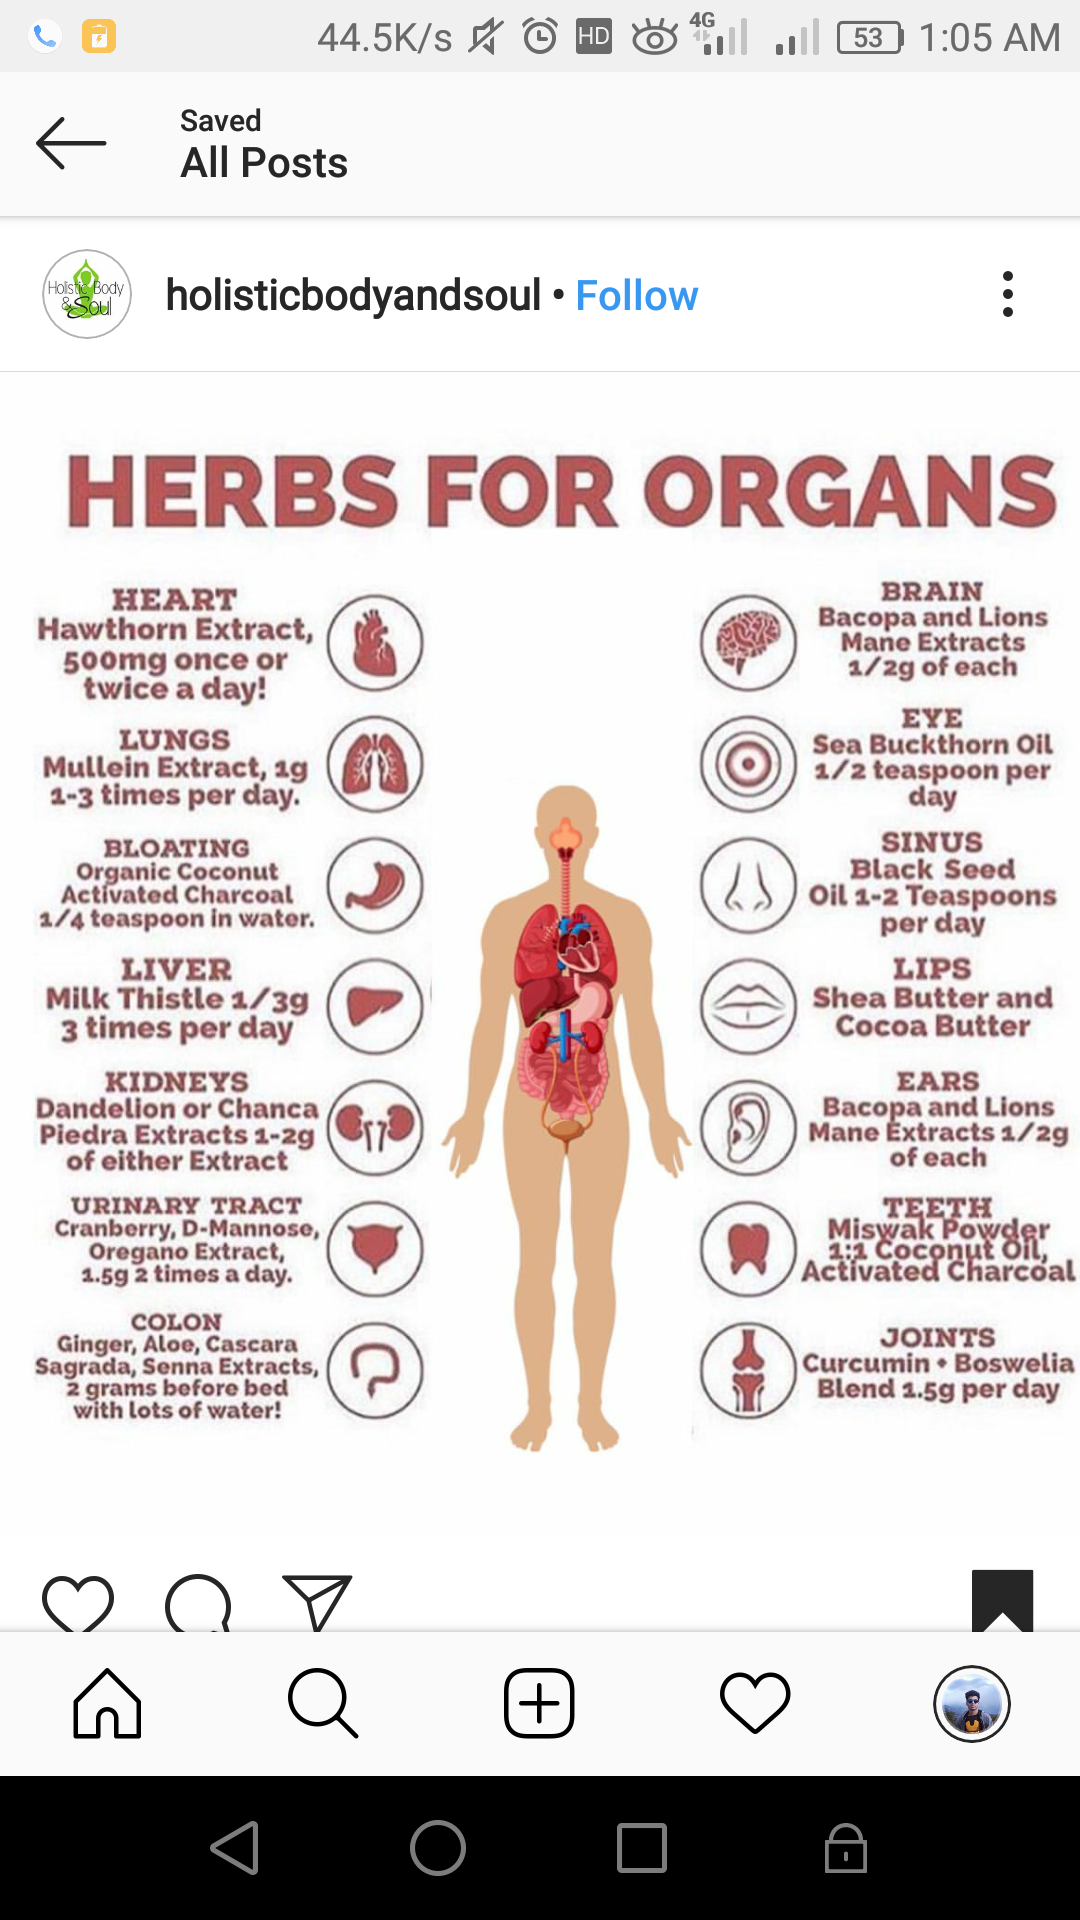 44.5K/s HD 4G 53 1:05 AM
Saved
All Posts
Holistic Body
& Soul
holisticbodyandsoul • Follow
HERBS FOR ORGANS
HEART
Hawthorn Extract,
500mg once or
twice a day!
LUNGS
Mullein Extract, 1g
1-3 times per day.
BLOATING
Organic Coconut
Activated Charcoal
1/4 teaspoon in water.
LIVER
Milk Thistle 1/3g
3 times per day
KIDNEYS
Dandelion or Chanca
Piedra Extracts 1-2g
of either Extract
URINARY TRACT
Cranberry, D-Mannose,
Oregano Extract,
1.5g 2 times a day.
COLON
Ginger, Aloe, Cascara
Sagrada, Senna Extracts,
2 grams before bed
with lots of water!
BRAIN
Bacopa and Lions
Mane Extracts
1/2g of each
EYE
Sea Buckthorn Oil
1/2 teaspoon per
day
SINUS
Black Seed
Oil 1-2 Teaspoons
per day
LIPS
Shea Butter and
Cocoa Butter
EARS
Bacopa and Lions
Mane Extracts 1/2g
of each
TEETH
Miswak Powder
1:1 Coconut Oil,
Activated Charcoal
JOINTS
Curcumin • Boswelia
Blend 1.5g per day